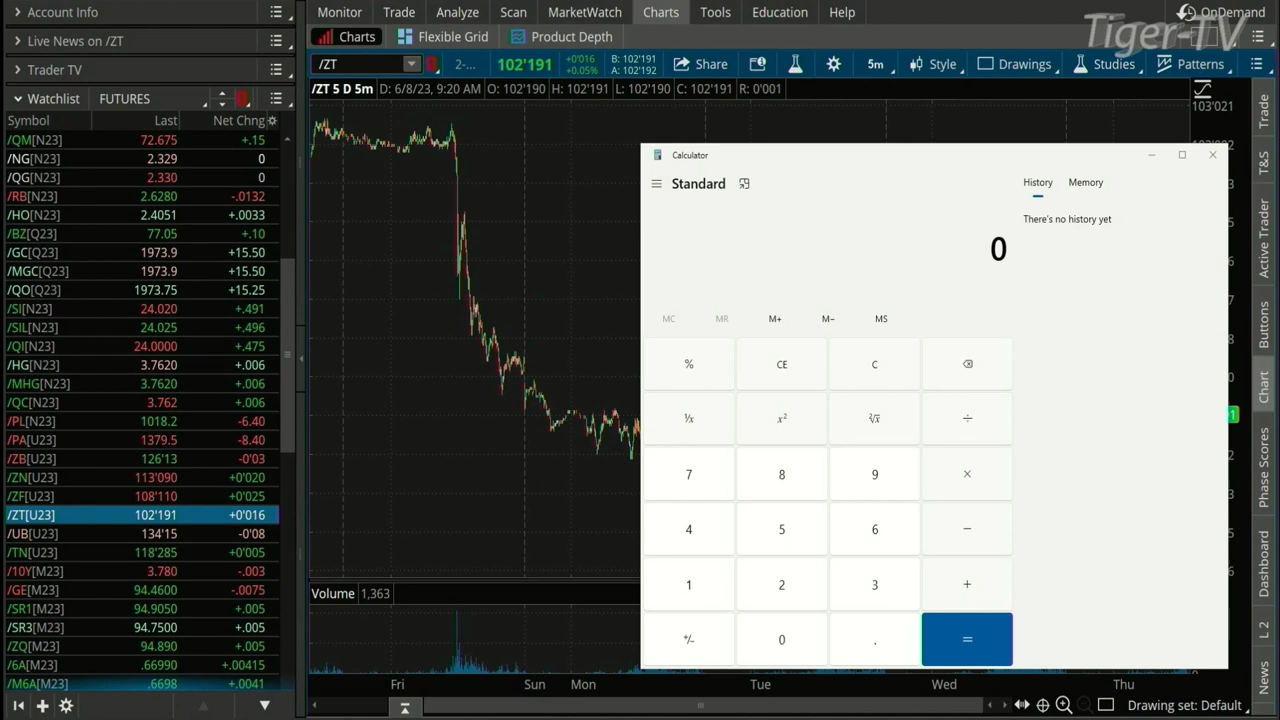 Account Info
Live News on /ZT
Trader TV
Watchlist FUTURES
Symbol Last Net Chng
/QM[N23] 72.675 +.15
/NG[N23] 2.329 0
/QG[N23] 2.330 0
/RB[N23] 2.6280 -.0132
/HO[N23] 2.4051 +.0033
/BZ[Q23] 77.05 +.10
/GC[Q23] 1973.9 +15.50
/MGC[Q23] 1973.9 +15.50
/QO[Q23] 1973.75 +15.25
/SI[N23] 24.020 +.491
/SIL[N23] 24.025 +.496
/QI[N23] 24.0000 +.475
/HG[N23] 3.7620 +.006
/MHG[N23] 3.7620 +.006
/QC[N23] 3.762 +.006
/PL[N23] 1018.2 -6.40
/PA[U23] 1379.5 -8.40
/ZB[U23] 126'13 -0'03
/ZN[U23] 113'090 +0'020
/ZF[U23] 108'110 +0'025
/ZT[U23] 102'191 +0'016
/UB[U23] 134'15 -0'08
/TN[U23] 118'285 +0'005
/10Y[M23] 3.780 -.003
/GE[M23] 94.4600 -.0075
/SR1[M23] 94.9050 +.005
/SR3[M23] 94.7500 +.005
/ZQ[M23] 94.890 +.005
/6A[M23] .66990 +.00415
/M6A[M23] .6698 +.0041
Monitor Trade Analyze Scan MarketWatch Charts Tools Education Help OnDemand
Tiger-TV
Charts Flexible Grid Product Depth
/ZT 2-... 102'191 +0'016 +0.05% B: 102'191 A: 102'192 Share 5m Style Drawings Studies Patterns
/ZT 5 D 5m D: 6/8/23, 9:20 AM O: 102'190 H: 102'191 L: 102'190 C: 102'191 R: 0'001
103'021
Calculator
Standard
History Memory
There's no history yet
0
MC MR M+ M− MS
% CE C
⅟x x² ²√x ÷
7 8 9 ×
4 5 6 −
1 2 3 +
+/− 0 . =
Volume 1,363
Fri Sun Mon Tue Wed Thu
Drawing set: Default
Trade
T&S
Active Trader
Buttons
Chart
Phase Scores
Dashboard
L 2
News